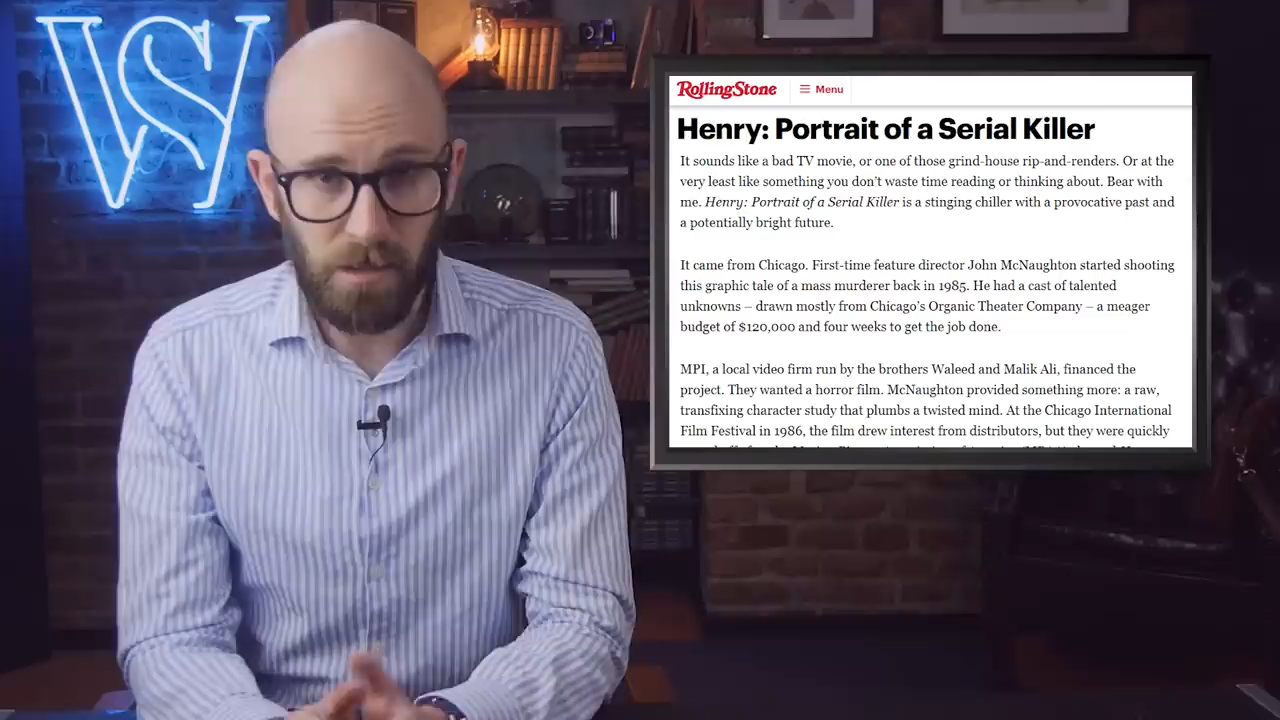 WS
RollingStone
Menu
Henry: Portrait of a Serial Killer
It sounds like a bad TV movie, or one of those grind-house rip-and-renders. Or at the
very least like something you don't waste time reading or thinking about. Bear with
me. Henry: Portrait of a Serial Killer is a stinging chiller with a provocative past and
a potentially bright future.
It came from Chicago. First-time feature director John McNaughton started shooting
this graphic tale of a mass murderer back in 1985. He had a cast of talented
unknowns – drawn mostly from Chicago's Organic Theater Company – a meager
budget of $120,000 and four weeks to get the job done.
MPI, a local video firm run by the brothers Waleed and Malik Ali, financed the
project. They wanted a horror film. McNaughton provided something more: a raw,
transfixing character study that plumbs a twisted mind. At the Chicago International
Film Festival in 1986, the film drew interest from distributors, but they were quickly